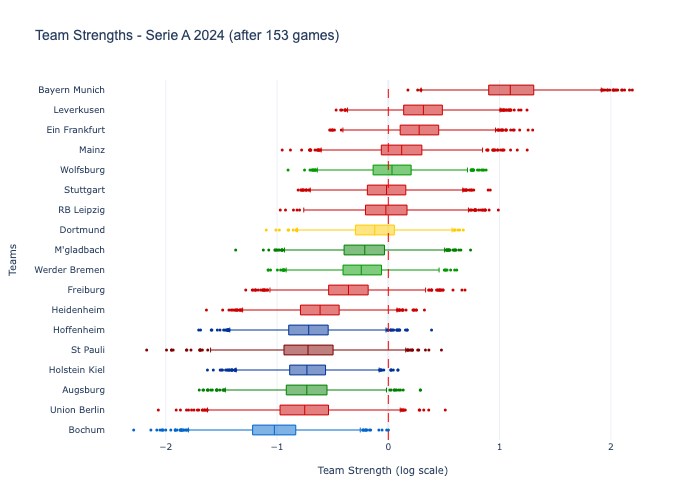 Team Strengths - Serie A 2024 (after 153 games)
Bayern Munich
Leverkusen
Ein Frankfurt
Mainz
Wolfsburg
Stuttgart
RB Leipzig
Dortmund
M'gladbach
Werder Bremen
Freiburg
Heidenheim
Hoffenheim
St Pauli
Holstein Kiel
Augsburg
Union Berlin
Bochum
Teams
−2 −1 0 1 2
Team Strength (log scale)